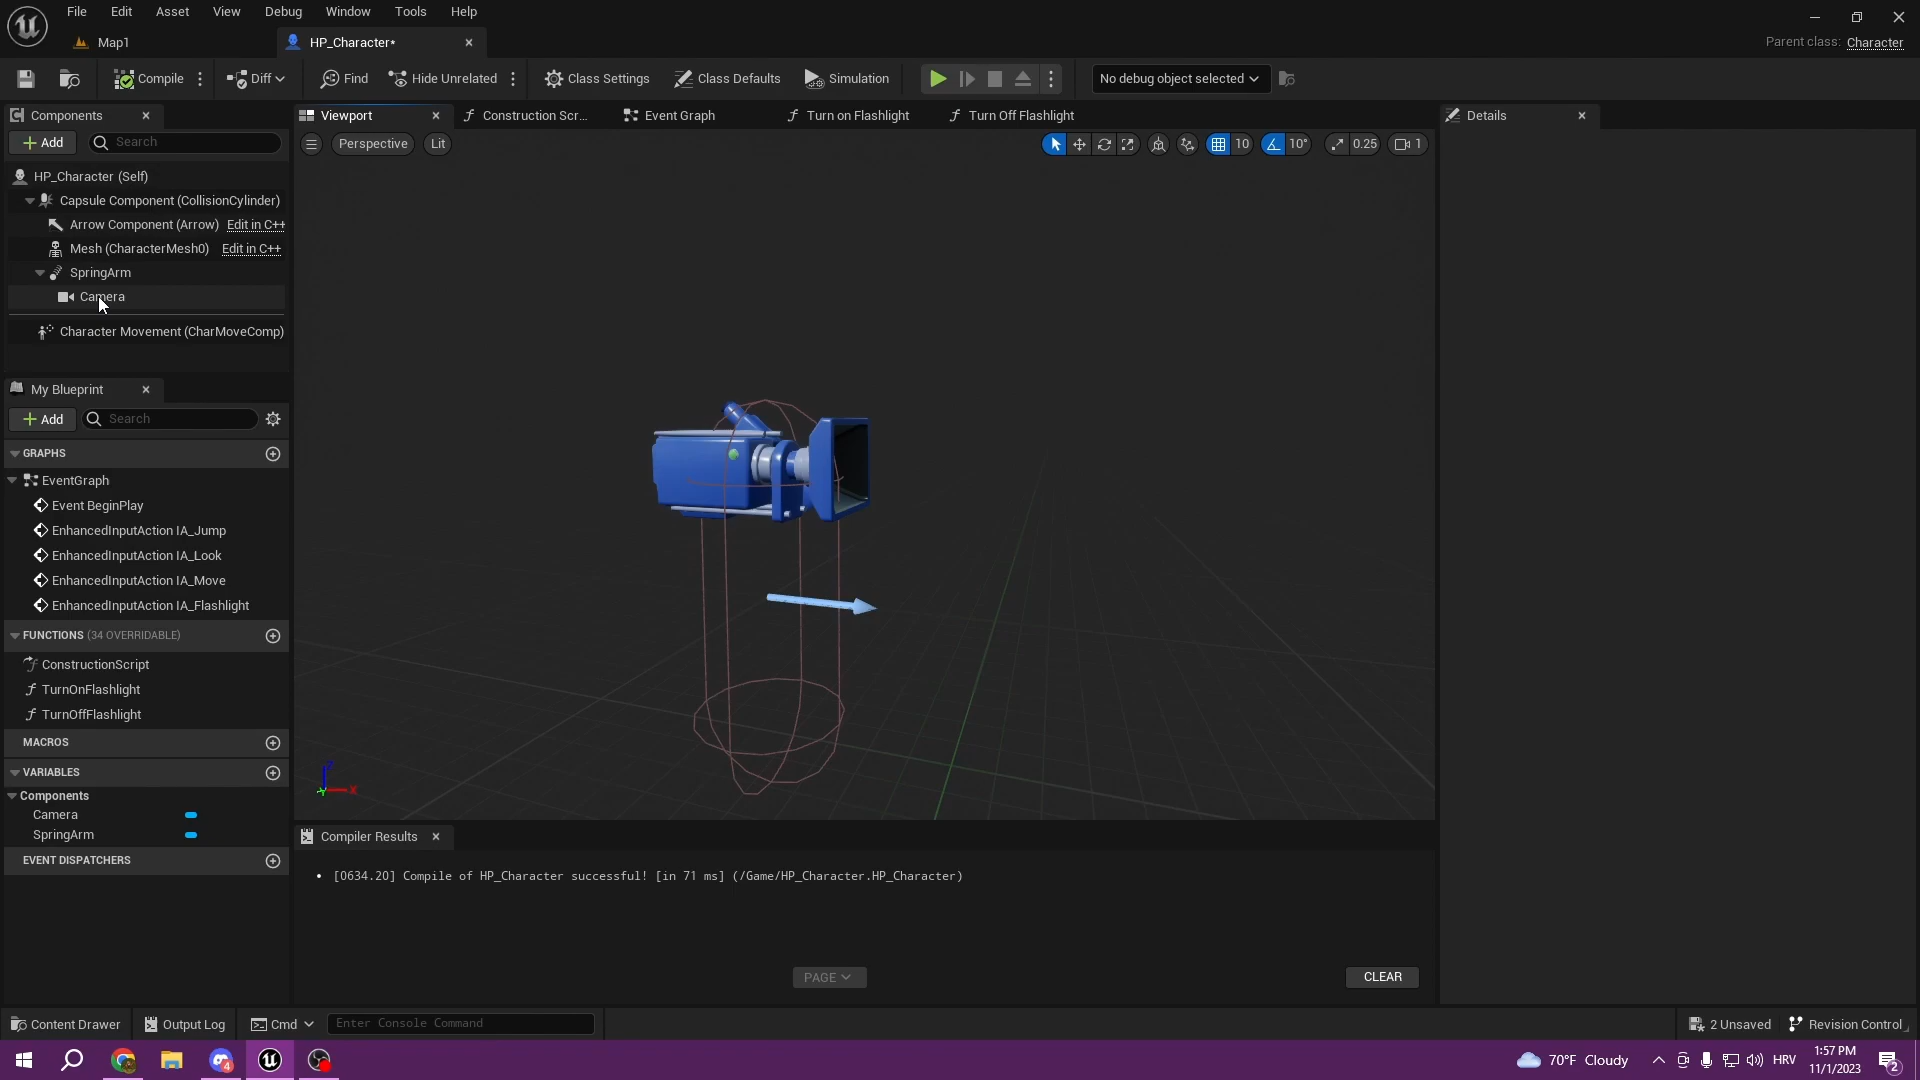 File Edit Asset View Debug Window Tools Help
Map1 HP_Character*
Parent class: Character
Compile Diff Find Hide Unrelated Class Settings Class Defaults Simulation No debug object selected
Components
Viewport Construction Scr... Event Graph Turn on Flashlight Turn Off Flashlight
Details
Add Search
Perspective Lit
10 10° 0.25 1
HP_Character (Self)
Capsule Component (CollisionCylinder)
Arrow Component (Arrow) Edit in C++
Mesh (CharacterMesh0) Edit in C++
SpringArm
Camera
Character Movement (CharMoveComp)
My Blueprint
Add Search
GRAPHS
EventGraph
Event BeginPlay
EnhancedInputAction IA_Jump
EnhancedInputAction IA_Look
EnhancedInputAction IA_Move
EnhancedInputAction IA_Flashlight
FUNCTIONS (34 OVERRIDABLE)
ConstructionScript
TurnOnFlashlight
TurnOffFlashlight
MACROS
VARIABLES
Components
Camera
SpringArm
EVENT DISPATCHERS
Z
X
Y
Compiler Results
• [0634.20] Compile of HP_Character successful! [in 71 ms] (/Game/HP_Character.HP_Character)
PAGE
CLEAR
Content Drawer Output Log Cmd Enter Console Command 2 Unsaved Revision Control
4
70°F Cloudy
HRV
1:57 PM
11/1/2023
2